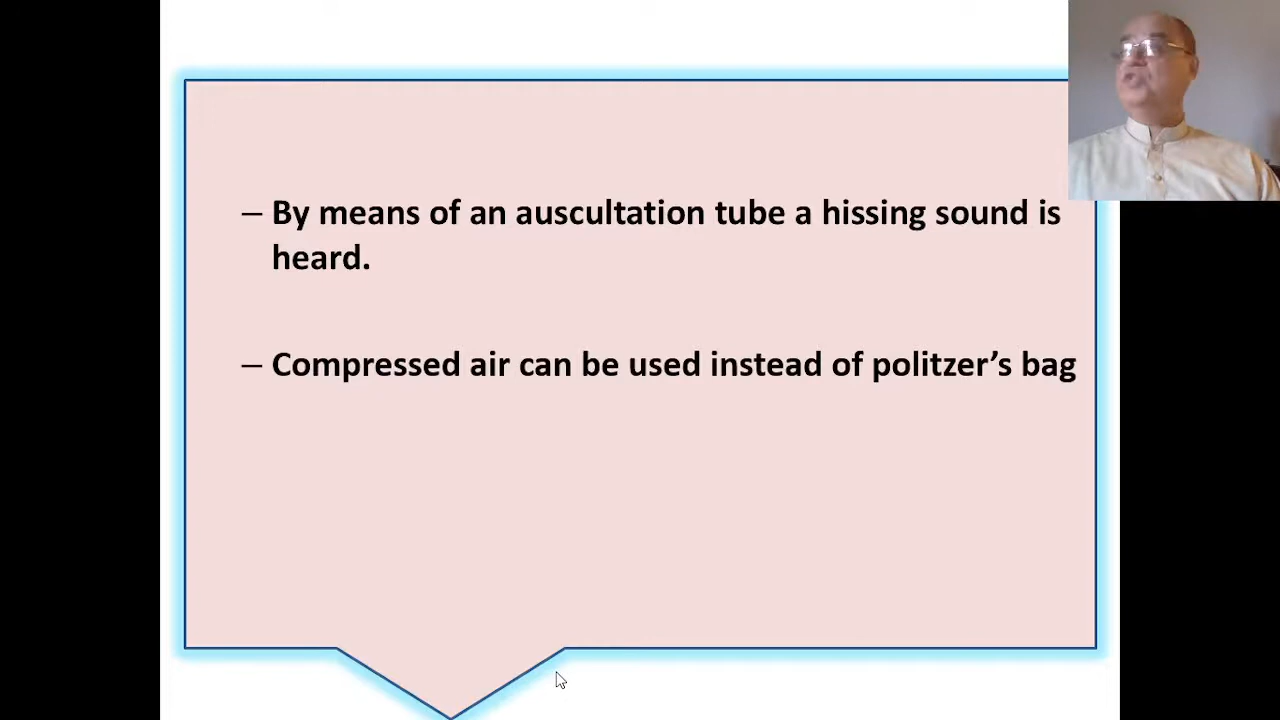 – By means of an auscultation tube a hissing sound is
heard.
– Compressed air can be used instead of politzer’s bag